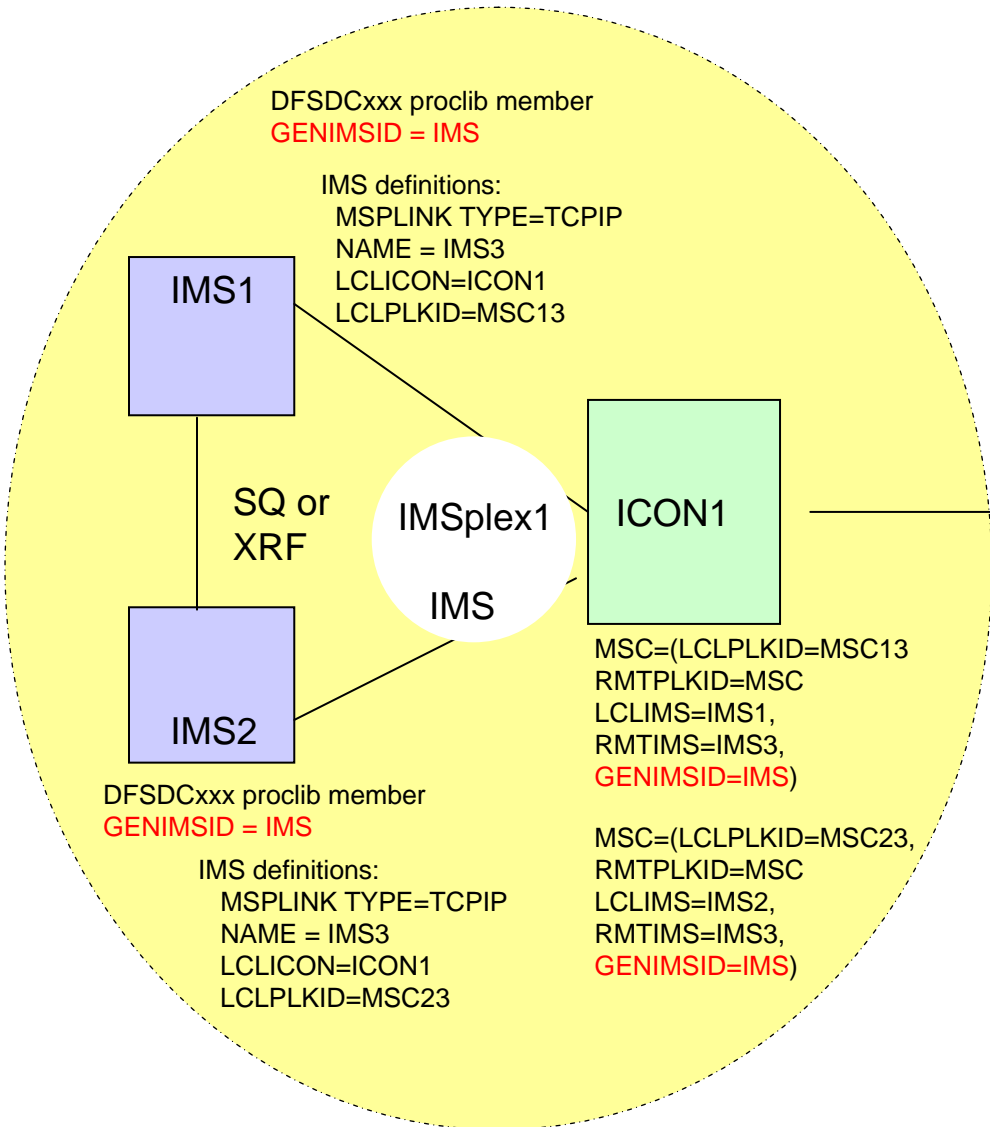 DFSDCxxx proclib member
GENIMSID = IMS
IMS definitions:
MSPLINK TYPE=TCPIP
NAME = IMS3
LCLICON=ICON1
LCLPLKID=MSC13
IMS1
SQ or
XRF
IMSplex1
IMS
ICON1
IMS2
MSC=(LCLPLKID=MSC13
RMTPLKID=MSC
LCLIMS=IMS1,
RMTIMS=IMS3,
GENIMSID=IMS)
DFSDCxxx proclib member
GENIMSID = IMS
IMS definitions:
MSPLINK TYPE=TCPIP
NAME = IMS3
LCLICON=ICON1
LCLPLKID=MSC23
MSC=(LCLPLKID=MSC23,
RMTPLKID=MSC
LCLIMS=IMS2,
RMTIMS=IMS3,
GENIMSID=IMS)